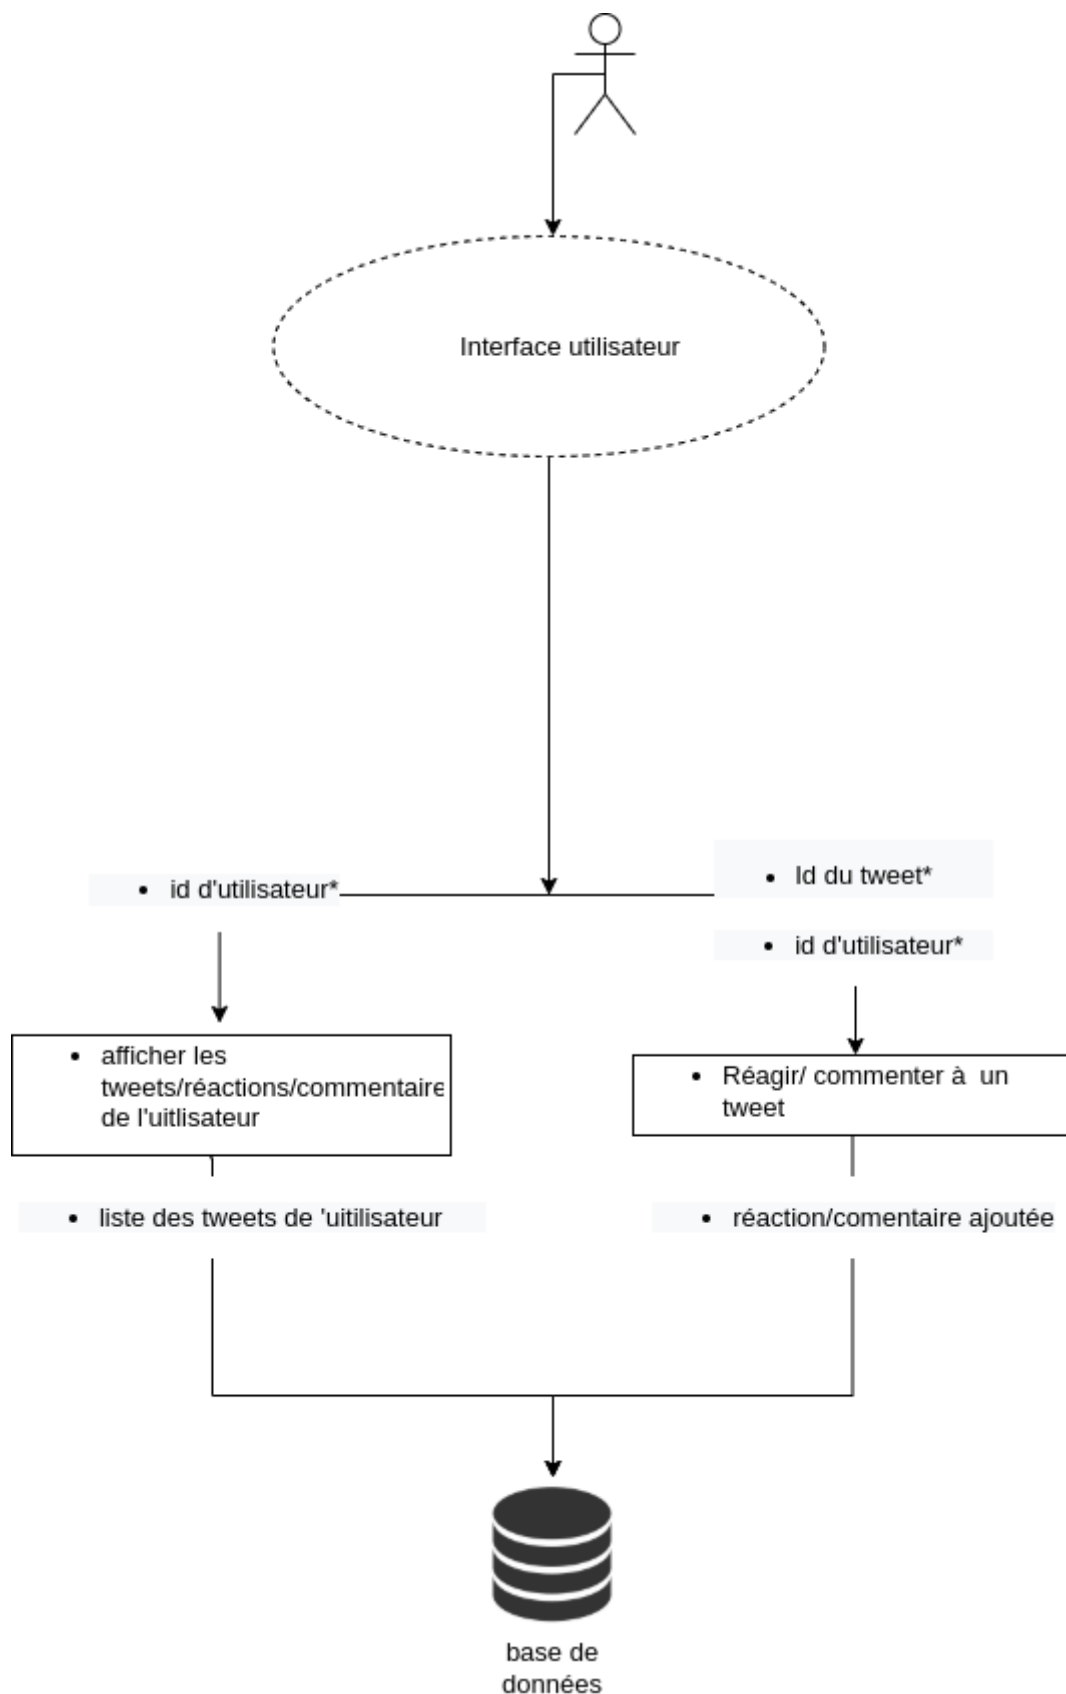 Interface utilisateur
• id d'utilisateur*
• Id du tweet*
• id d'utilisateur*
• afficher les
tweets/réactions/commentaire
de l'uitlisateur
• Réagir/ commenter à un
tweet
• liste des tweets de 'uitilisateur
• réaction/comentaire ajoutée
base de
données